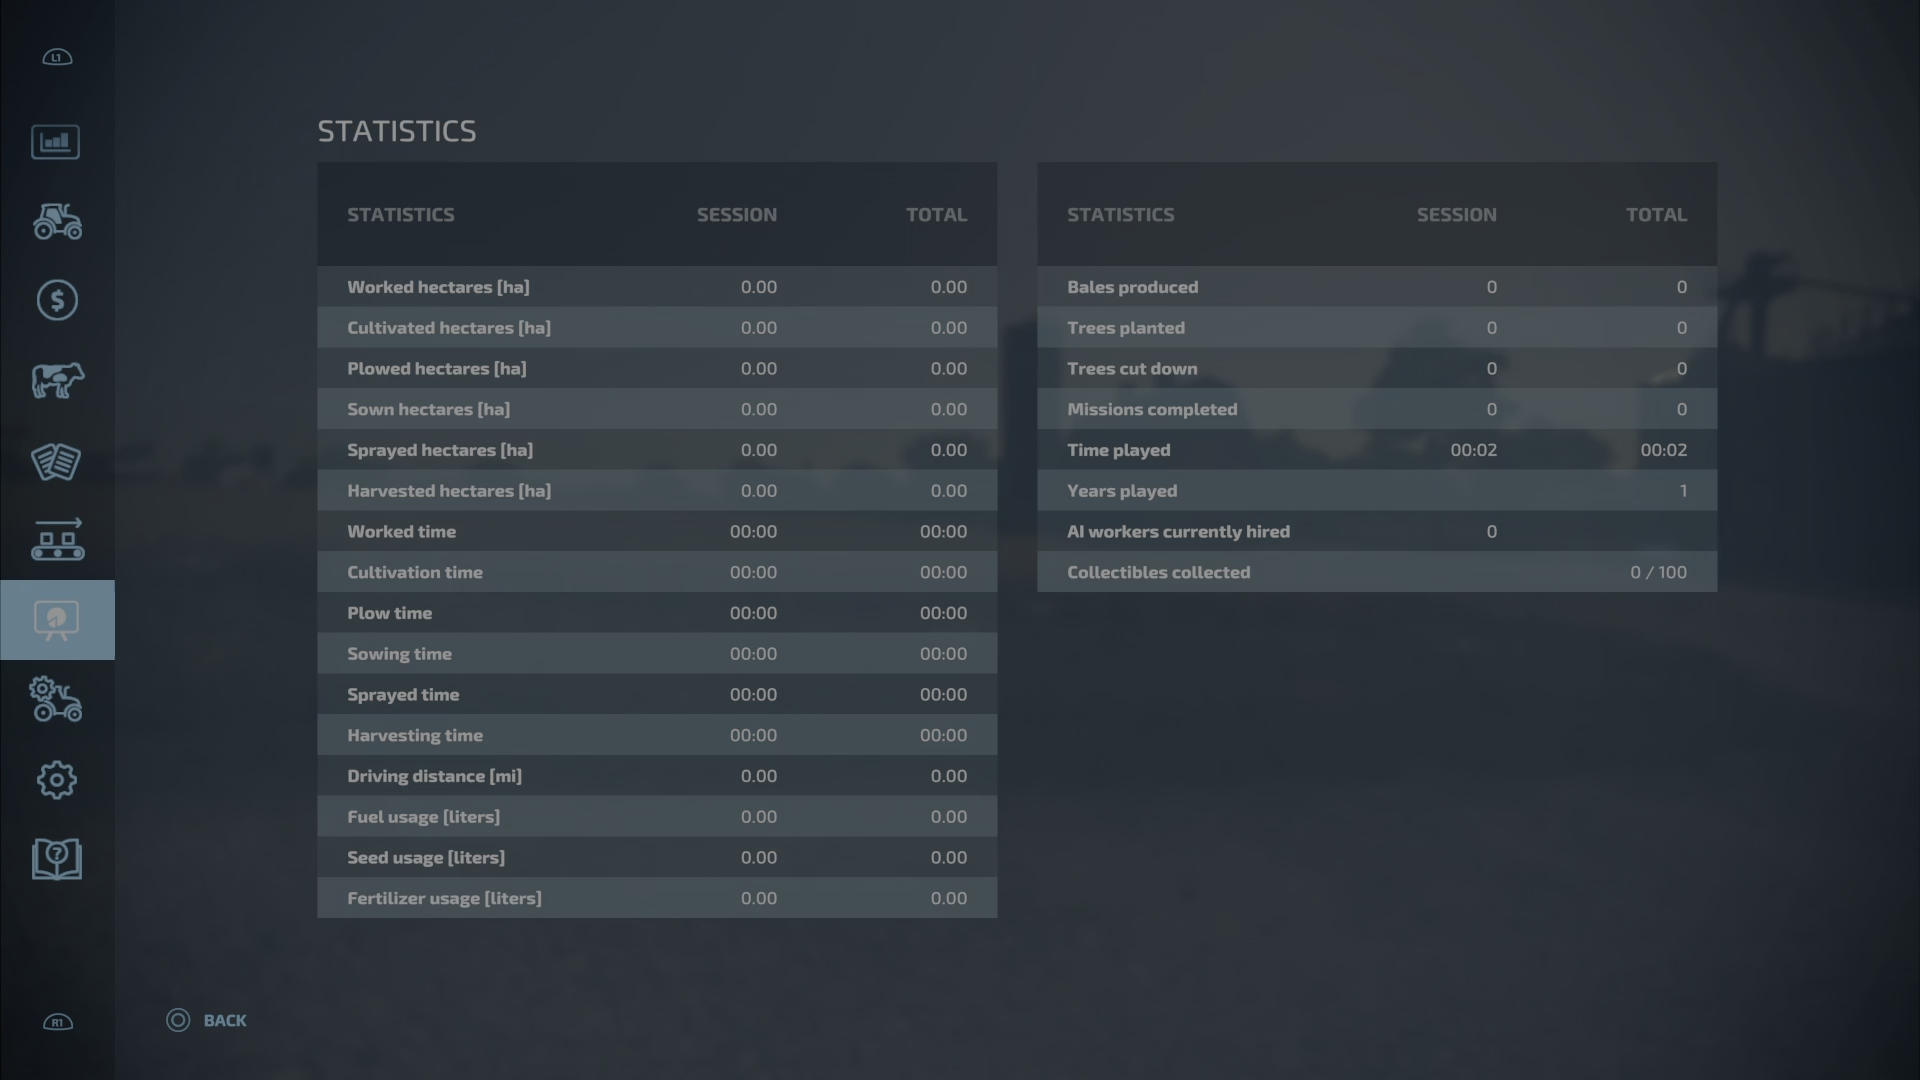 L1
STATISTICS
STATISTICS SESSION TOTAL
Worked hectares [ha] 0.00 0.00
Cultivated hectares [ha] 0.00 0.00
Plowed hectares [ha] 0.00 0.00
Sown hectares [ha] 0.00 0.00
Sprayed hectares [ha] 0.00 0.00
Harvested hectares [ha] 0.00 0.00
Worked time 00:00 00:00
Cultivation time 00:00 00:00
Plow time 00:00 00:00
Sowing time 00:00 00:00
Sprayed time 00:00 00:00
Harvesting time 00:00 00:00
Driving distance [mi] 0.00 0.00
Fuel usage [liters] 0.00 0.00
Seed usage [liters] 0.00 0.00
Fertilizer usage [liters] 0.00 0.00
STATISTICS SESSION TOTAL
Bales produced 0 0
Trees planted 0 0
Trees cut down 0 0
Missions completed 0 0
Time played 00:02 00:02
Years played 1
AI workers currently hired 0
Collectibles collected 0 / 100
R1
BACK